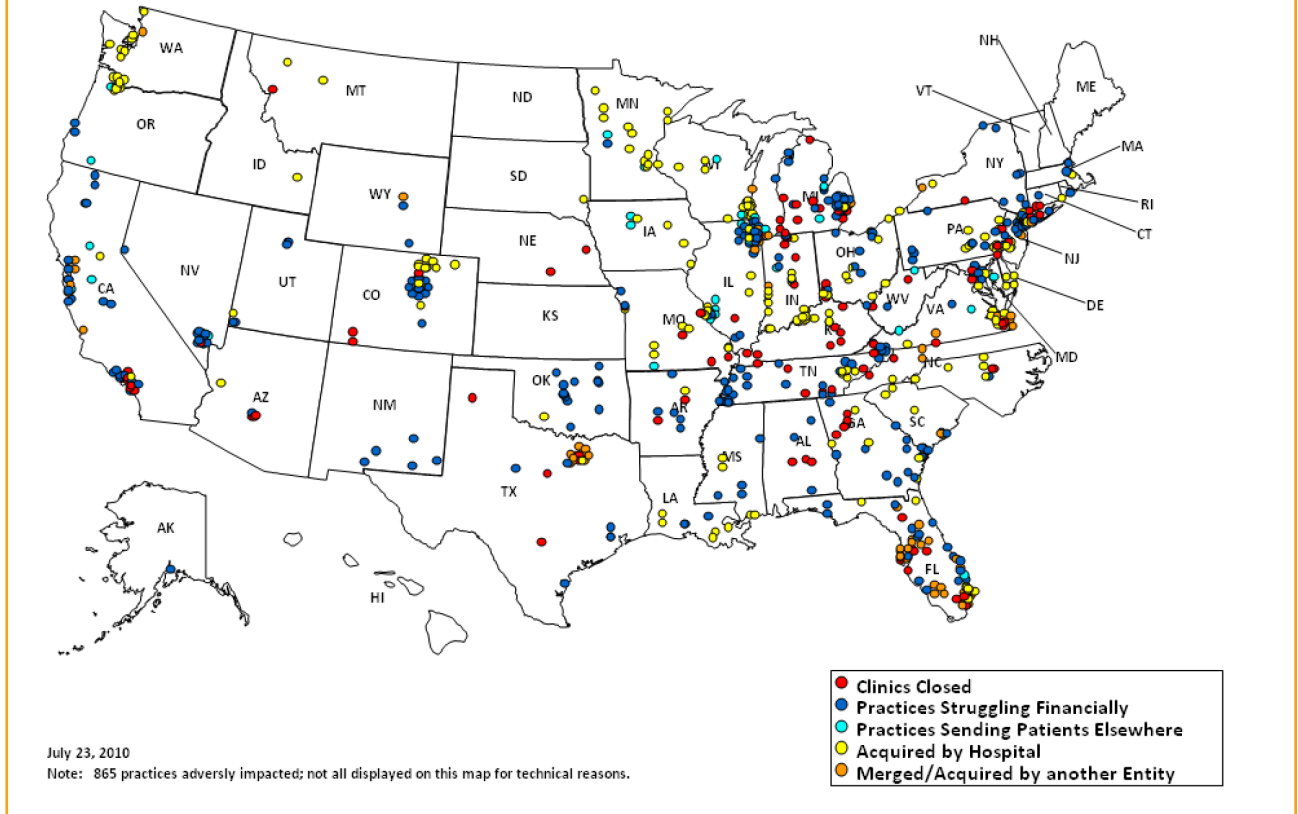 NH
WA
ME
VT
MT
ND
MN
OR
MA
NY
WY
ID
SD
MI
WY
RI
PA
IA
NE
CT
OH
NJ
NV
UT
IL
CA
CO
IN
WV
DE
VA
KS
MO
MD
NC
TN
OK
AZ
NM
AR
GA
SC
AL
MS
TX
LA
AK
FL
HI
Clinics Closed
Practices Struggling Financially
Practices Sending Patients Elsewhere
July 23, 2010
Acquired by Hospital
Note: 865 practices adversly impacted; not all displayed on this map for technical reasons.
Merged/Acquired by another Entity